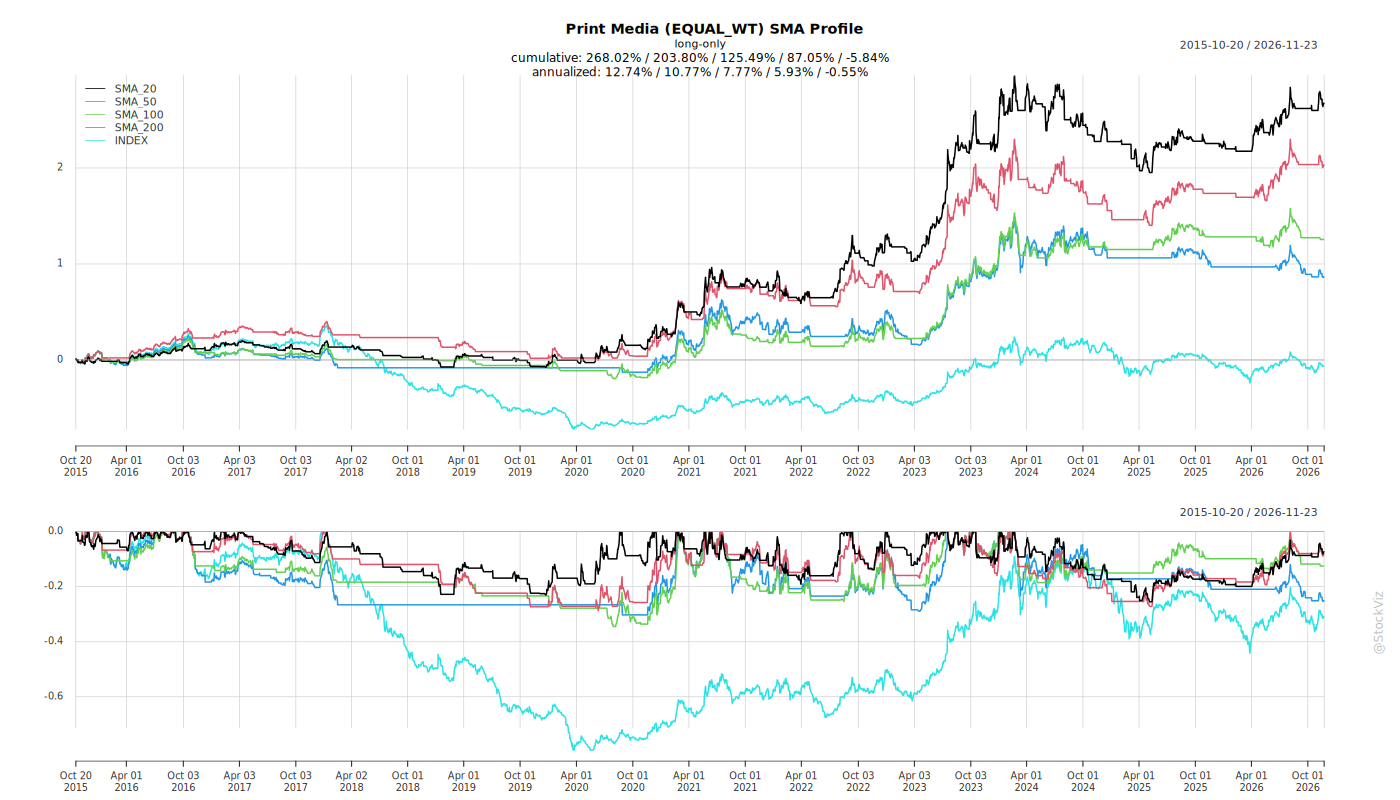 Print Media (EQUAL_WT) SMA Profile
long-only
cumulative: 268.02% / 203.80% / 125.49% / 87.05% / -5.84%
annualized: 12.74% / 10.77% / 7.77% / 5.93% / -0.55%
2015-10-20 / 2026-11-23
SMA_20
SMA_50
SMA_100
SMA_200
INDEX
2
1
0
Oct 20 Apr 01 Oct 03 Apr 03 Oct 03 Apr 02 Oct 01 Apr 01 Oct 01 Apr 01 Oct 01 Apr 01 Oct 01 Apr 01 Oct 03 Apr 03 Oct 03 Apr 01 Oct 01 Apr 01 Oct 01 Apr 01 Oct 01
2015 2016 2016 2017 2017 2018 2018 2019 2019 2020 2020 2021 2021 2022 2022 2023 2023 2024 2024 2025 2025 2026 2026
2015-10-20 / 2026-11-23
0.0
-0.2
-0.4
-0.6
Oct 20 Apr 01 Oct 03 Apr 03 Oct 03 Apr 02 Oct 01 Apr 01 Oct 01 Apr 01 Oct 01 Apr 01 Oct 01 Apr 01 Oct 03 Apr 03 Oct 03 Apr 01 Oct 01 Apr 01 Oct 01 Apr 01 Oct 01
2015 2016 2016 2017 2017 2018 2018 2019 2019 2020 2020 2021 2021 2022 2022 2023 2023 2024 2024 2025 2025 2026 2026
@StockViz